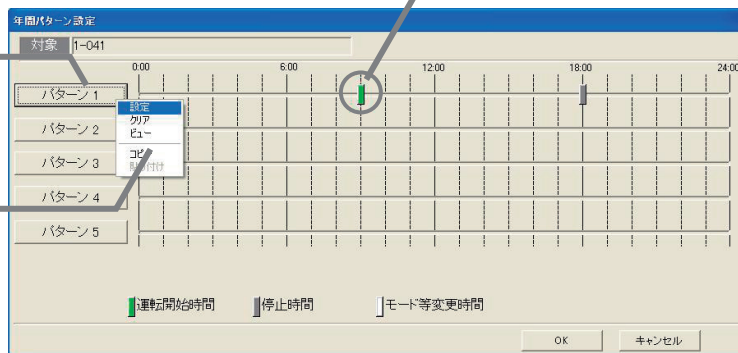 年間パターン設定
対象 1-041
0:00 6:00 12:00 18:00 24:00
パターン 1
設定
クリア
ビュー
コピー
貼り付け
パターン 2
パターン 3
パターン 4
パターン 5
運転開始時間 停止時間 モード等変更時間
OK キャンセル